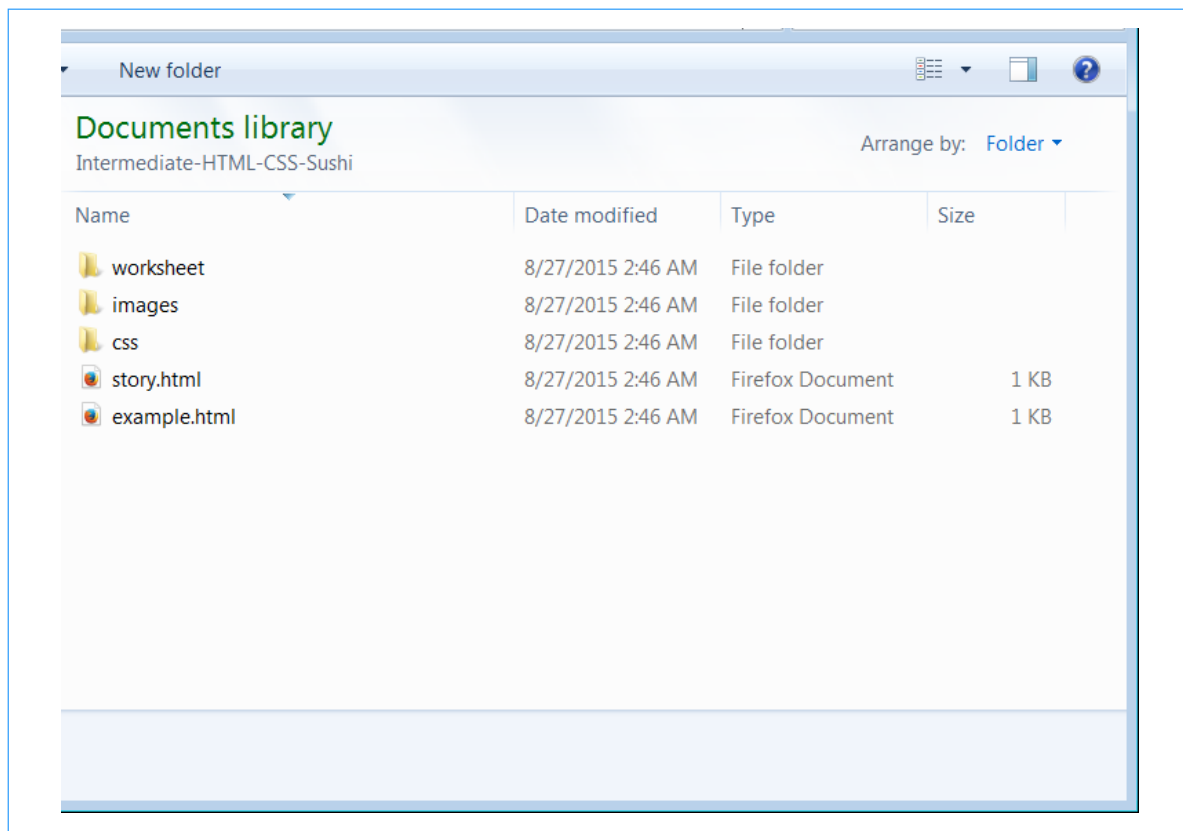 New folder
Documents library
Intermediate-HTML-CSS-Sushi
Arrange by: Folder
Name Date modified Type Size
worksheet 8/27/2015 2:46 AM File folder
images 8/27/2015 2:46 AM File folder
css 8/27/2015 2:46 AM File folder
story.html 8/27/2015 2:46 AM Firefox Document 1 KB
example.html 8/27/2015 2:46 AM Firefox Document 1 KB